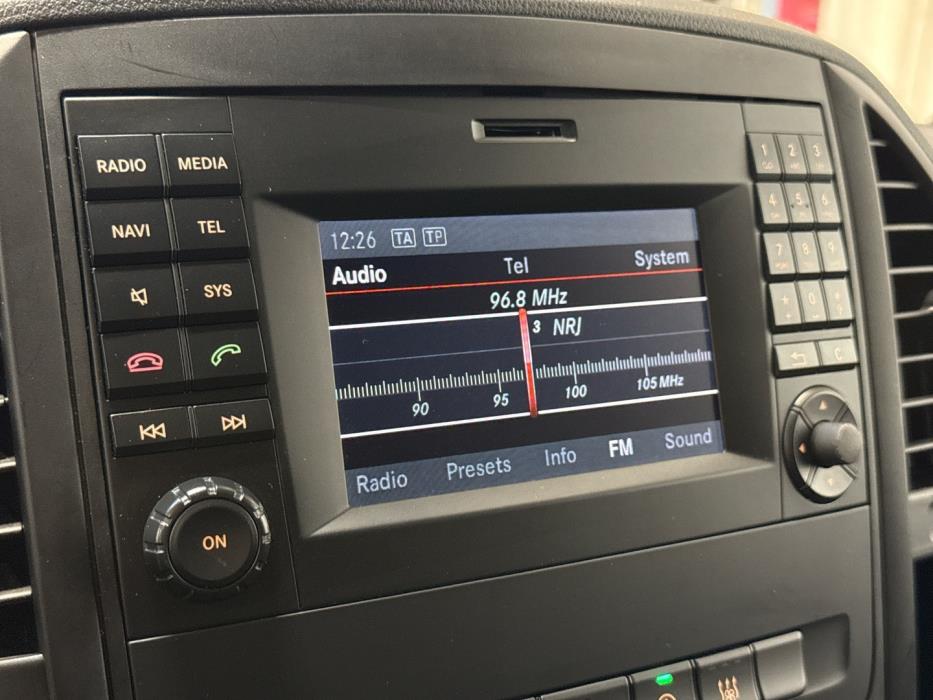 RADIO MEDIA
NAVI TEL
SYS
ON
12:26 TA TP
Audio Tel System
96.8 MHz
3 NRJ
90 95 100 105 MHz
Radio Presets Info FM Sound
1 2 3
4 5 6
7 8 9
* 0 #
C